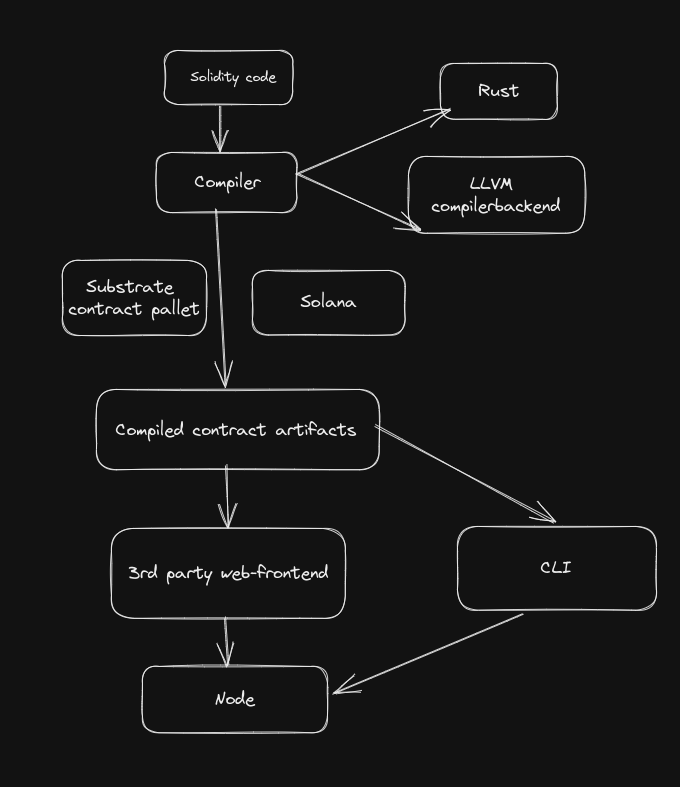 Solidity code
Rust
Compiler
LLVM
compilerbackend
Substrate
contract pallet
Solana
Compiled contract artifacts
3rd party web-frontend
CLI
Node